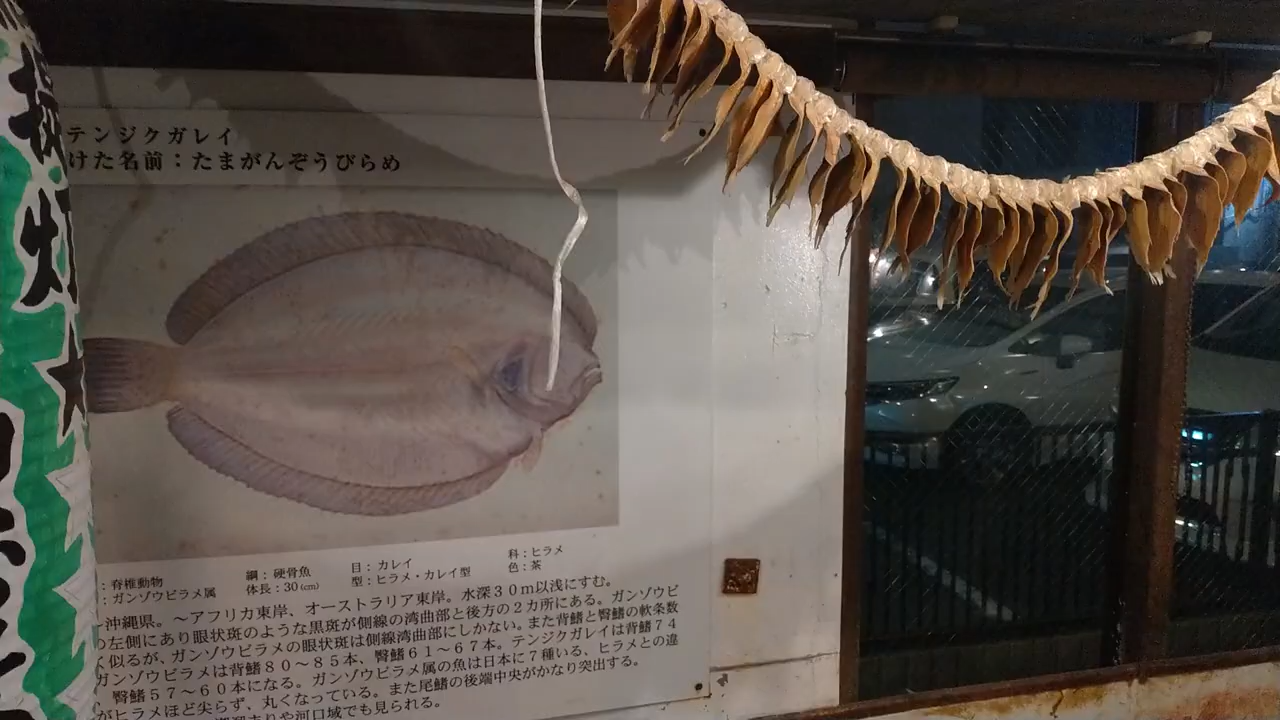 テンジクガレイ
けた名前：たまがんぞうびらめ
：脊椎動物　綱：硬骨魚　目：カレイ　科：ヒラメ
：ガンゾウビラメ属　体長：30㎝　型：ヒラメ・カレイ型　色：茶
沖縄県。～アフリカ東岸、オーストラリア東岸。水深３０ｍ以浅にすむ。
の左側にあり眼状斑のような黒斑が側線の湾曲部と後方の２カ所にある。ガンゾウビ
く似るが、ガンゾウビラメの眼状斑は側線湾曲部にしかない。また背鰭と臀鰭の軟条数
ガンゾウビラメは背鰭８０～８５本、臀鰭６１～６７本。テンジクガレイは背鰭７４
臀鰭５７～６０本になる。ガンゾウビラメ属の魚は日本に７種いる、ヒラメとの違
がヒラメほど尖らず、丸くなっている。また尾鰭の後端中央がかなり突出する。
や河口域でも見られる。